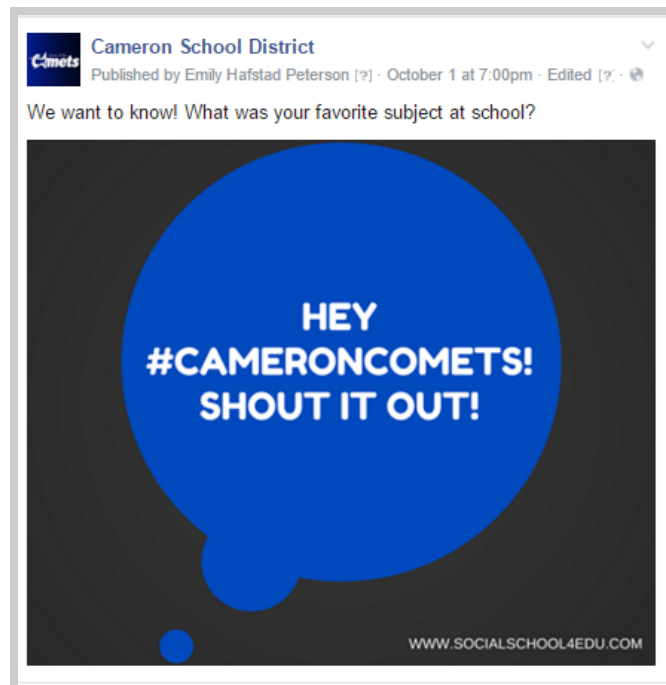 Comets
Cameron School District
Published by Emily Hafstad Peterson [?] · October 1 at 7:00pm · Edited [?] ·
We want to know! What was your favorite subject at school?
HEY
#CAMERONCOMETS!
SHOUT IT OUT!
WWW.SOCIALSCHOOL4EDU.COM